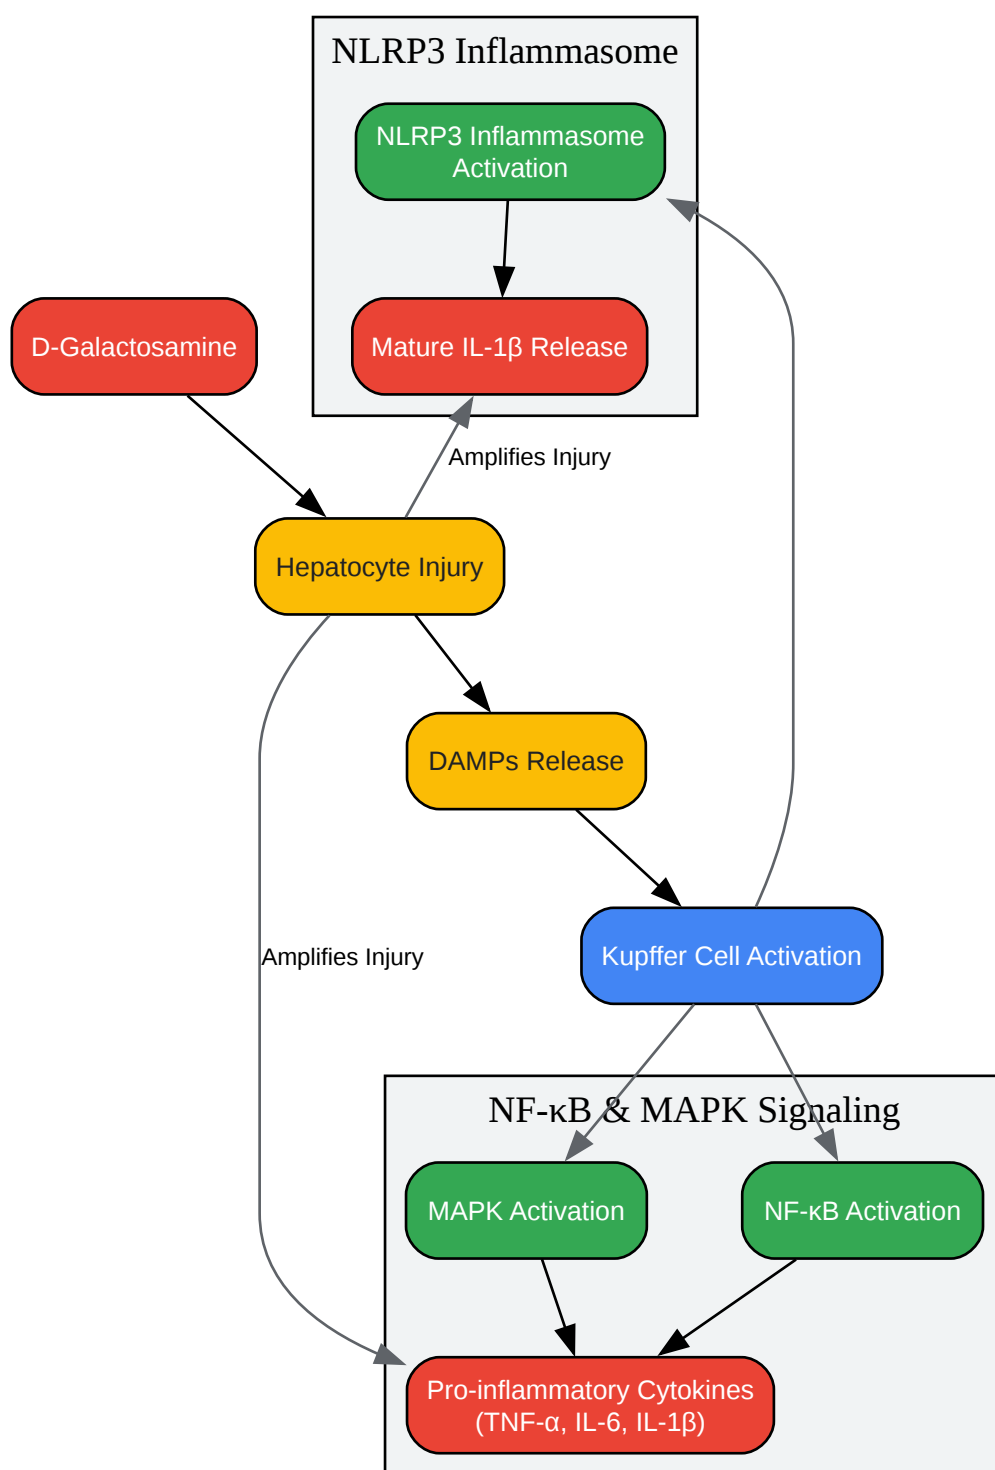 NLRP3 Inflammasome
NLRP3 Inflammasome
Activation
D-Galactosamine
Mature IL-1β Release
Amplifies Injury
Hepatocyte Injury
DAMPs Release
Amplifies Injury
Kupffer Cell Activation
NF-κB & MAPK Signaling
MAPK Activation
NF-κB Activation
Pro-inflammatory Cytokines
(TNF-α, IL-6, IL-1β)